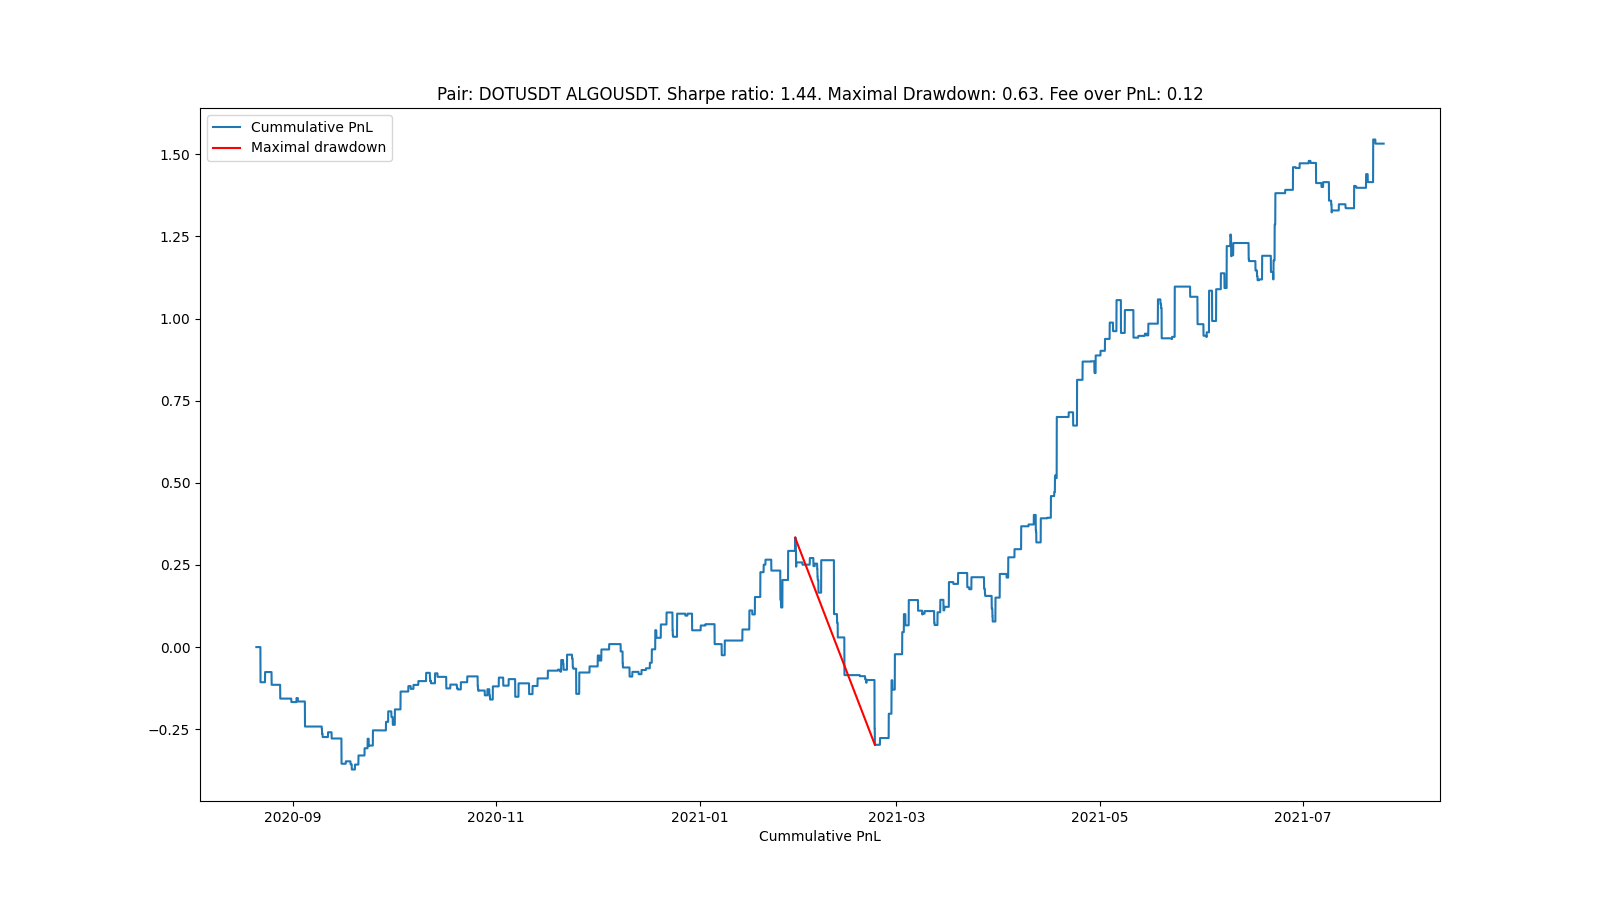 Pair: DOTUSDT ALGOUSDT. Sharpe ratio: 1.44. Maximal Drawdown: 0.63. Fee over PnL: 0.12
Cummulative PnL
Maximal drawdown
1.50
1.25
1.00
0.75
0.50
0.25
0.00
−0.25
2020-09 2020-11 2021-01 2021-03 2021-05 2021-07
Cummulative PnL